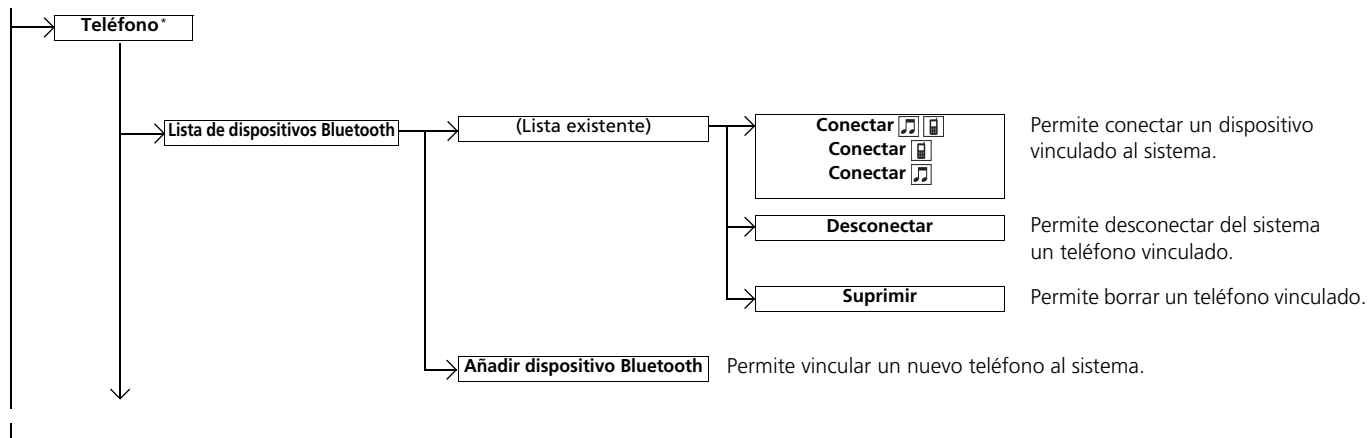 Teléfono*
Lista de dispositivos Bluetooth
(Lista existente)
Conectar
Conectar
Conectar
Permite conectar un dispositivo
vinculado al sistema.
Desconectar
Permite desconectar del sistema
un teléfono vinculado.
Suprimir
Permite borrar un teléfono vinculado.
Añadir dispositivo Bluetooth
Permite vincular un nuevo teléfono al sistema.